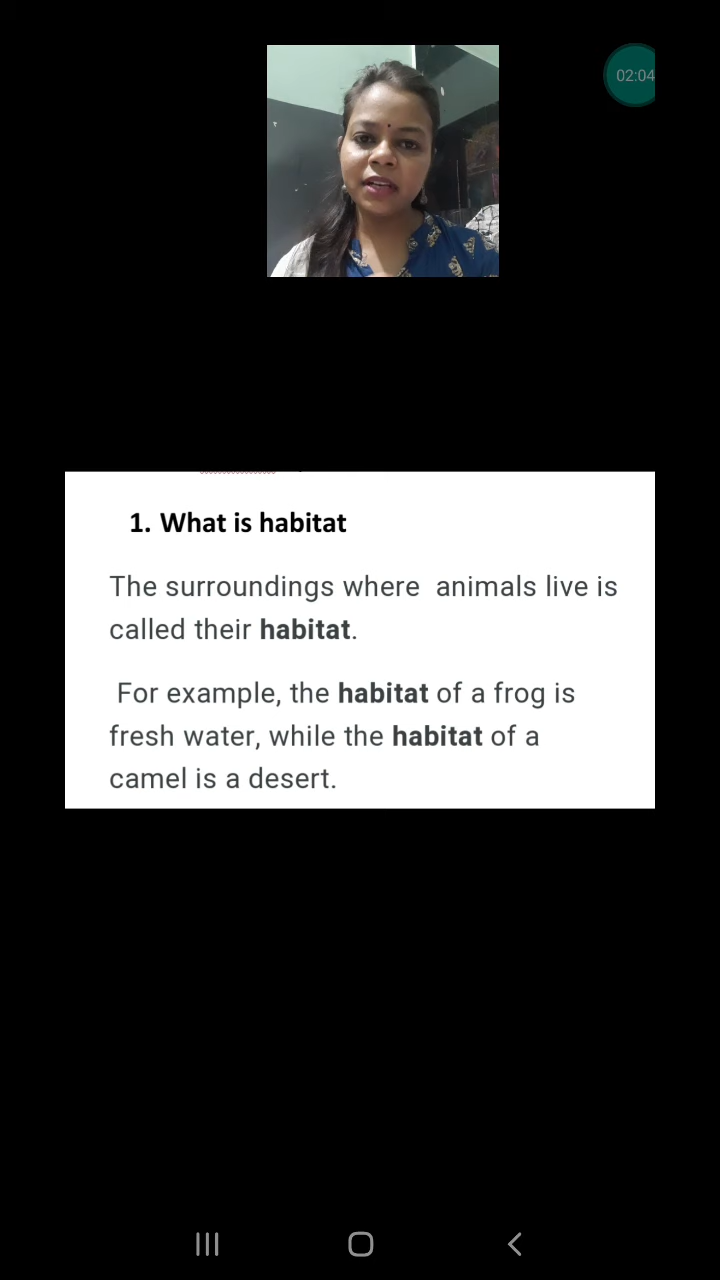 02:04
1. What is habitat
The surroundings where  animals live is
called their habitat.
For example, the habitat of a frog is
fresh water, while the habitat of a
camel is a desert.